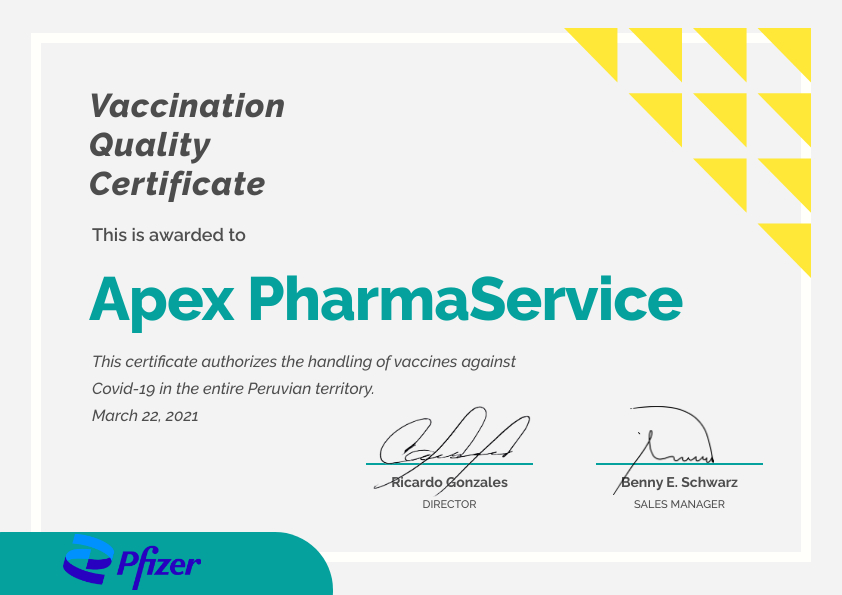 Vaccination
Quality
Certificate
This is awarded to
Apex PharmaService
This certificate authorizes the handling of vaccines against
Covid-19 in the entire Peruvian territory.
March 22, 2021
Ricardo Gonzales
DIRECTOR
Benny E. Schwarz
SALES MANAGER
Pfizer